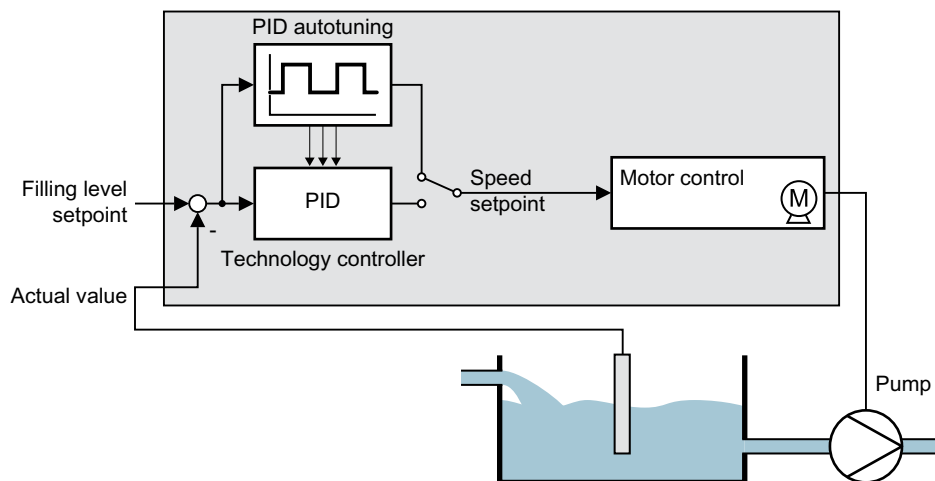 PID autotuning
Filling level
setpoint
PID
Speed
setpoint
Motor control
M
-
Technology controller
Actual value
Pump